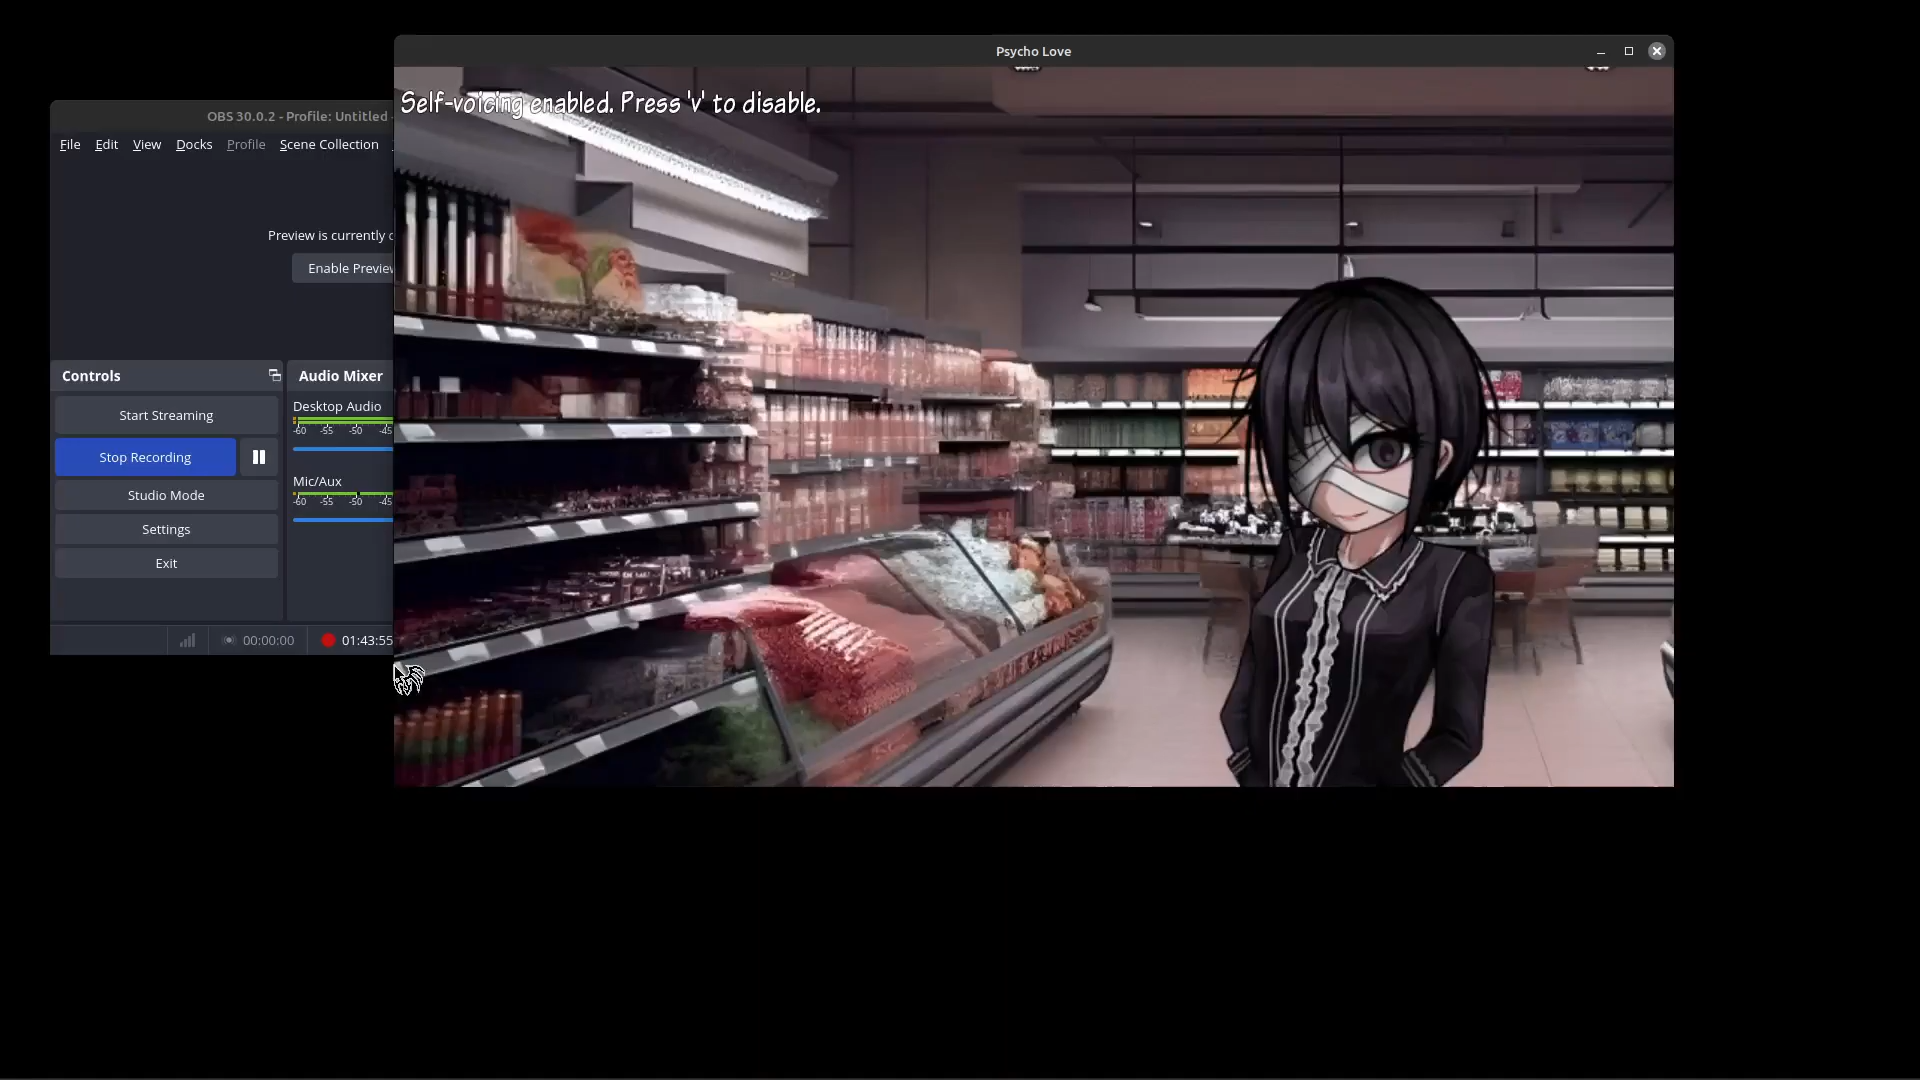 Psycho Love
Self-voicing enabled. Press 'v' to disable.
OBS 30.0.2 - Profile: Untitled -
File Edit View Docks Profile Scene Collection
Preview is currently
Enable Preview
Controls
Audio Mixer
Start Streaming
Stop Recording
Studio Mode
Settings
Exit
Desktop Audio
-60 -55 -50 -45
Mic/Aux
-60 -55 -50 -45
00:00:00
01:43:55